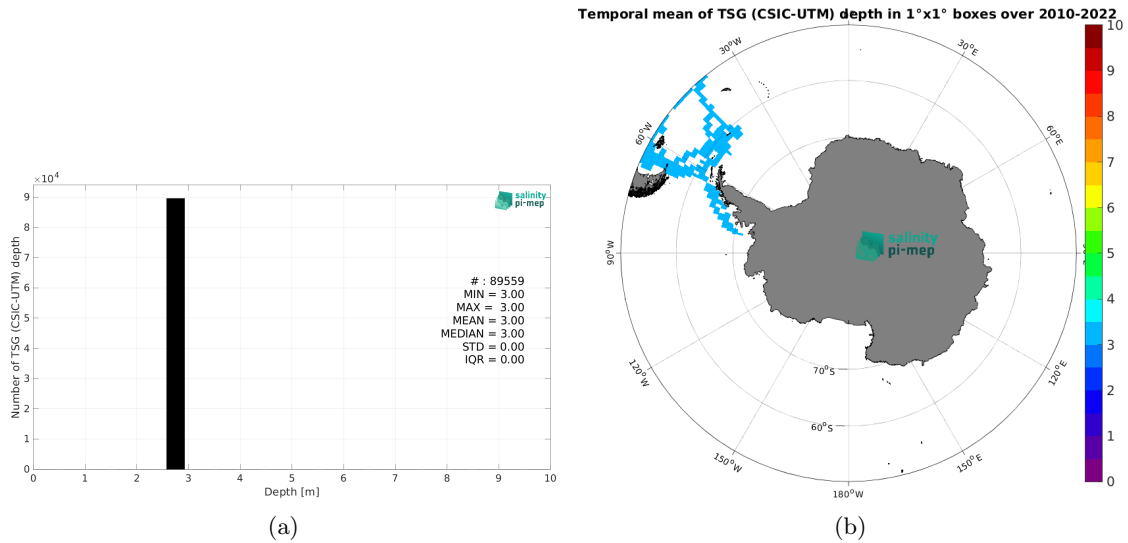 Temporal mean of TSG (CSIC-UTM) depth in 1°x1° boxes over 2010-2022
×10⁴
9
8
7
6
5
4
3
2
1
0
Number of TSG (CSIC-UTM) depth
salinity
pi-mep
# : 89559
MIN = 3.00
MAX = 3.00
MEAN = 3.00
MEDIAN = 3.00
STD = 0.00
IQR = 0.00
0 1 2 3 4 5 6 7 8 9 10
Depth [m]
(a)
30°W
30°E
60°W
60°E
90°W
salinity
pi-mep
120°W
70°S
120°E
60°S
150°W
150°E
180°W
10
9
8
7
6
5
4
3
2
1
0
(b)